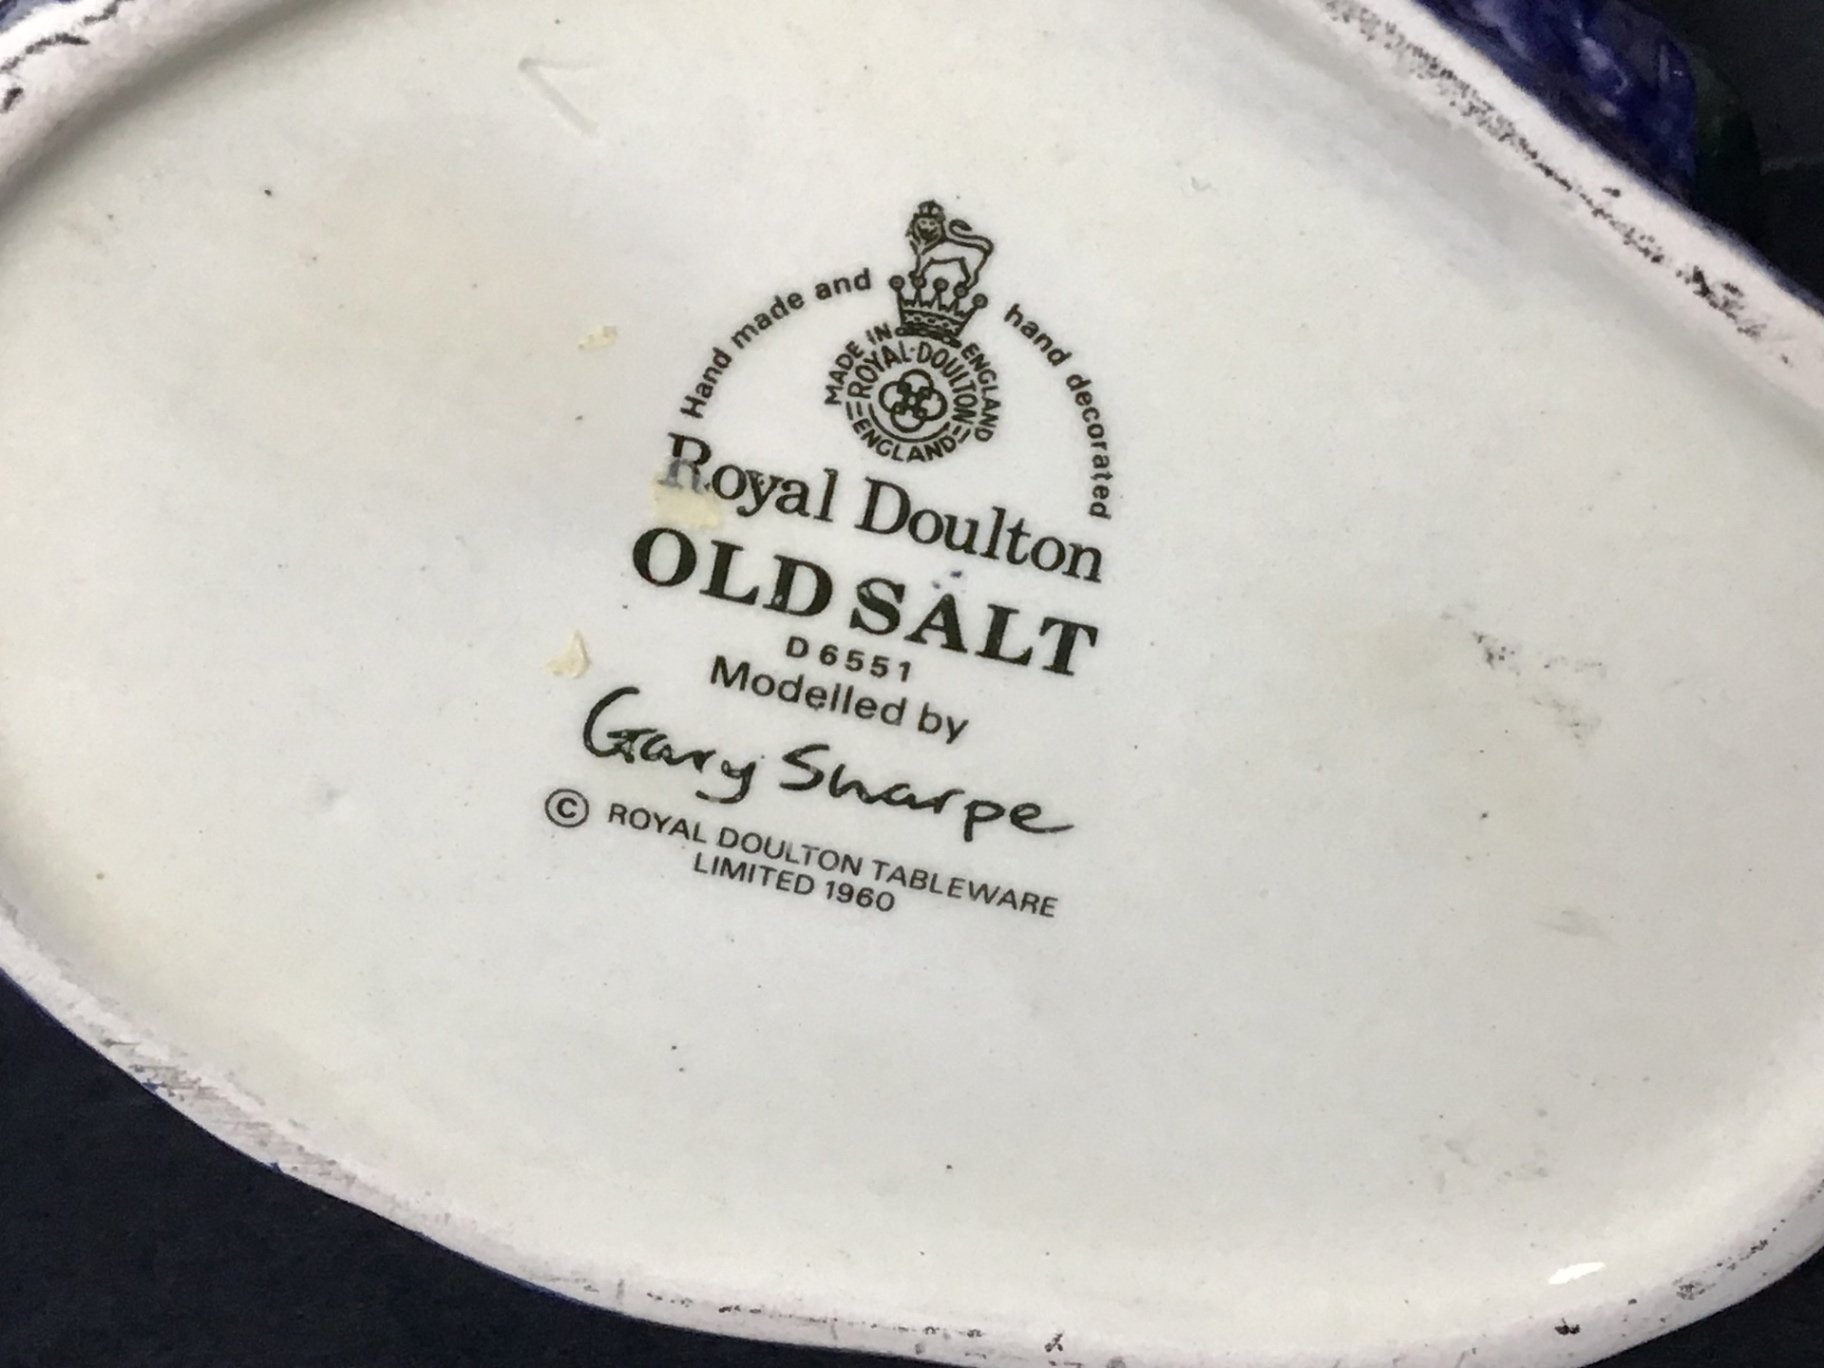 Hand made and hand decorated
MADE IN ENGLAND
ROYAL·DOULTON
ENGLAND
Royal Doulton
OLD SALT
D 6551
Modelled by
Gary Sharpe
© ROYAL DOULTON TABLEWARE
LIMITED 1960